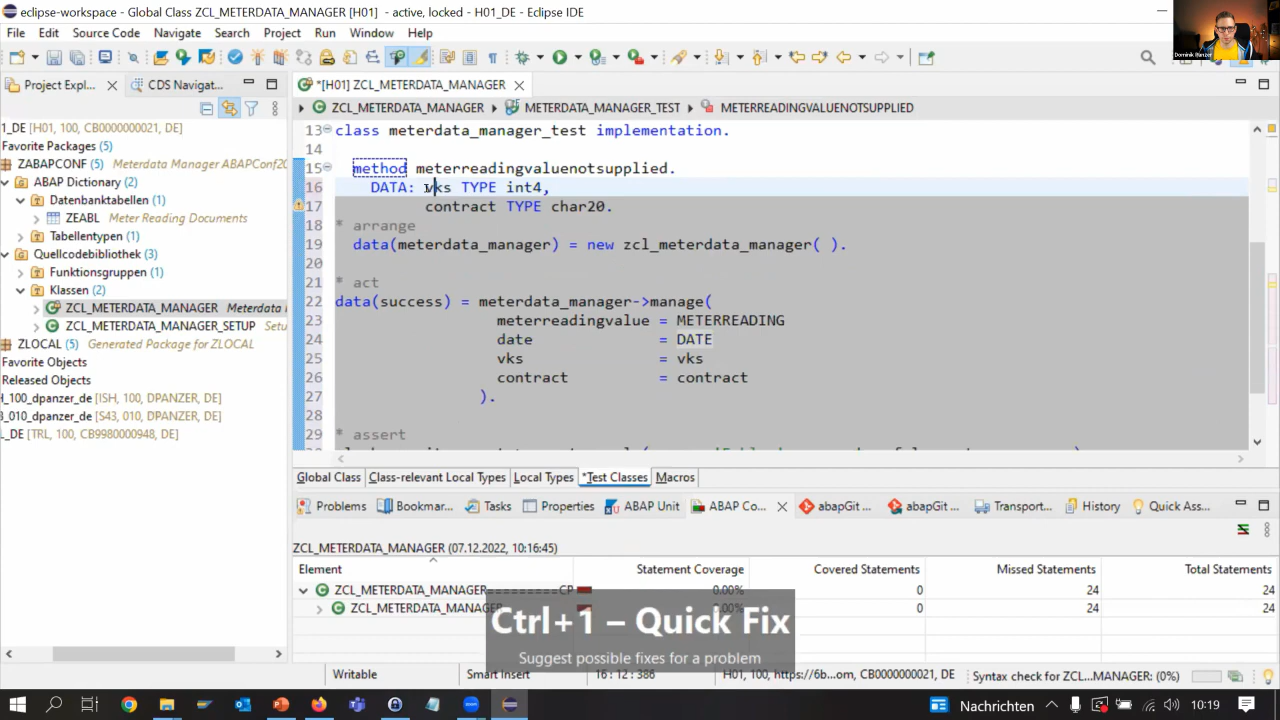 eclipse-workspace - Global Class ZCL_METERDATA_MANAGER - active, locked - H01_DE - Eclipse IDE
Dominik Panzer
File Edit Source Code Navigate Search Project Run Window Help
Project Expl... CDS Navigat...
*[H01] ZCL_METERDATA_MANAGER
ZCL_METERDATA_MANAGER METERDATA_MANAGER_TEST METERREADINGVALUENOTSUPPLIED
1_DE [H01, 100, CB0000000021, DE]
Favorite Packages (5)
ZABAPCONF (5) Meterdata Manager ABAPConf20
ABAP Dictionary (2)
Datenbanktabellen
ZEABL Meter Reading Documents
Tabellentypen (1)
Quellcodebibliothek (3)
Funktionsgruppen (1)
Klassen (2)
ZCL_METERDATA_MANAGER Meterdata
ZCL_METERDATA_MANAGER_SETUP Setu
ZLOCAL (5) Generated Package for ZLOCAL
Favorite Objects
Released Objects
H_100_dpanzer_de [ISH, 100, DPANZER, DE]
_010_dpanzer_de [S43, 010, DPANZER, DE]
L_DE [TRL, 100, CB9980000948, DE]
13 class meterdata_manager_test implementation.
14
15 method meterreadingvaluenotsupplied.
16 DATA: vks TYPE int4,
17 contract TYPE char20.
18 * arrange
19 data(meterdata_manager) = new zcl_meterdata_manager( ).
20
21 * act
22 data(success) = meterdata_manager->manage(
23 meterreadingvalue = METERREADING
24 date = DATE
25 vks = vks
26 contract = contract
27 ).
28
29 * assert
Global Class Class-relevant Local Types Local Types *Test Classes Macros
Problems Bookmar... Tasks Properties ABAP Unit ABAP Co... abapGit ... abapGit ... Transport... History Quick Ass...
ZCL_METERDATA_MANAGER (07.12.2022, 10:16:45)
Element Statement Coverage Covered Statements Missed Statements Total Statements
ZCL_METERDATA_MANAGER=========CP 0.00% 0 24 24
ZCL_METERDATA_MANAGER 0.00% 0 24 24
Ctrl+1 – Quick Fix
Suggest possible fixes for a problem
Writable Smart Insert 16 : 12 : 386 H01, 100, https://6b...om, CB0000000021, DE Syntax check for Z...MANAGER: (0%)
Nachrichten 10:19